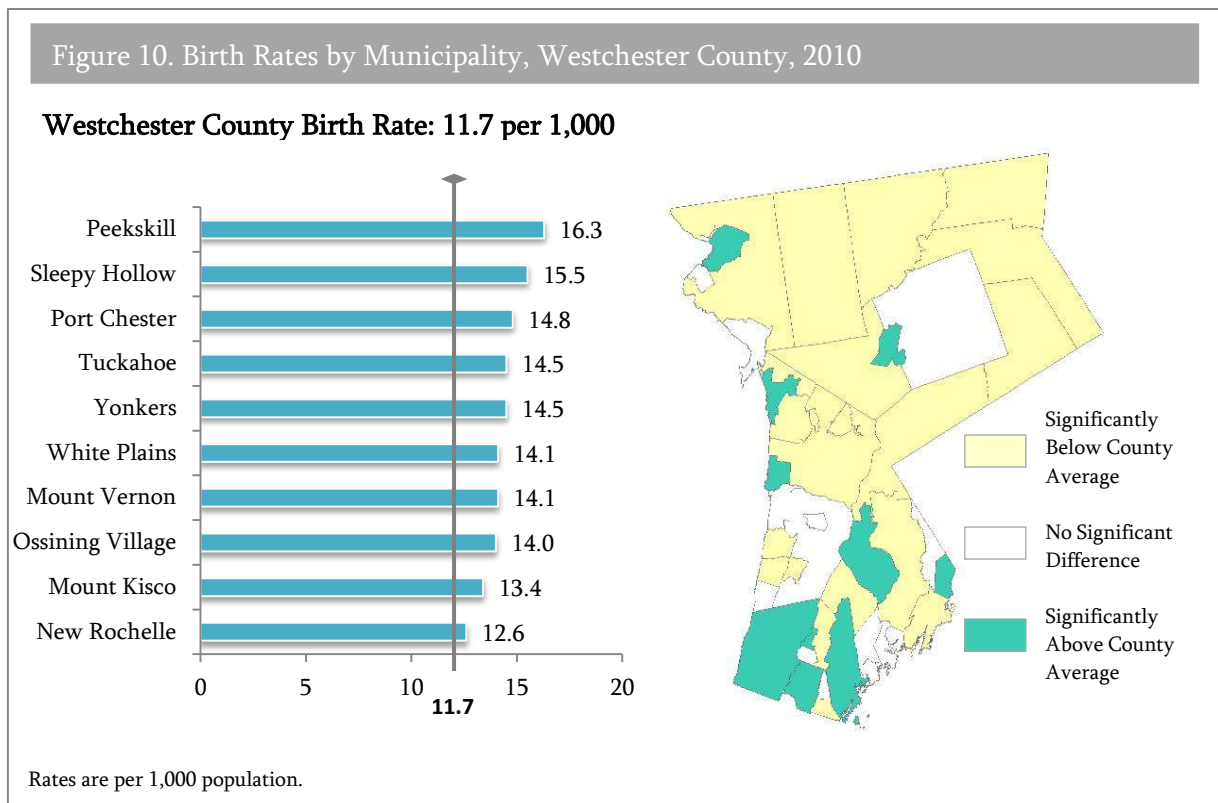 Figure 10. Birth Rates by Municipality, Westchester County, 2010
Westchester County Birth Rate: 11.7 per 1,000
Peekskill 16.3
Sleepy Hollow 15.5
Port Chester 14.8
Tuckahoe 14.5
Yonkers 14.5
White Plains 14.1
Mount Vernon 14.1
Ossining Village 14.0
Mount Kisco 13.4
New Rochelle 12.6
0 5 10 15 20
11.7
Significantly
Below County
Average
No Significant
Difference
Significantly
Above County
Average
Rates are per 1,000 population.